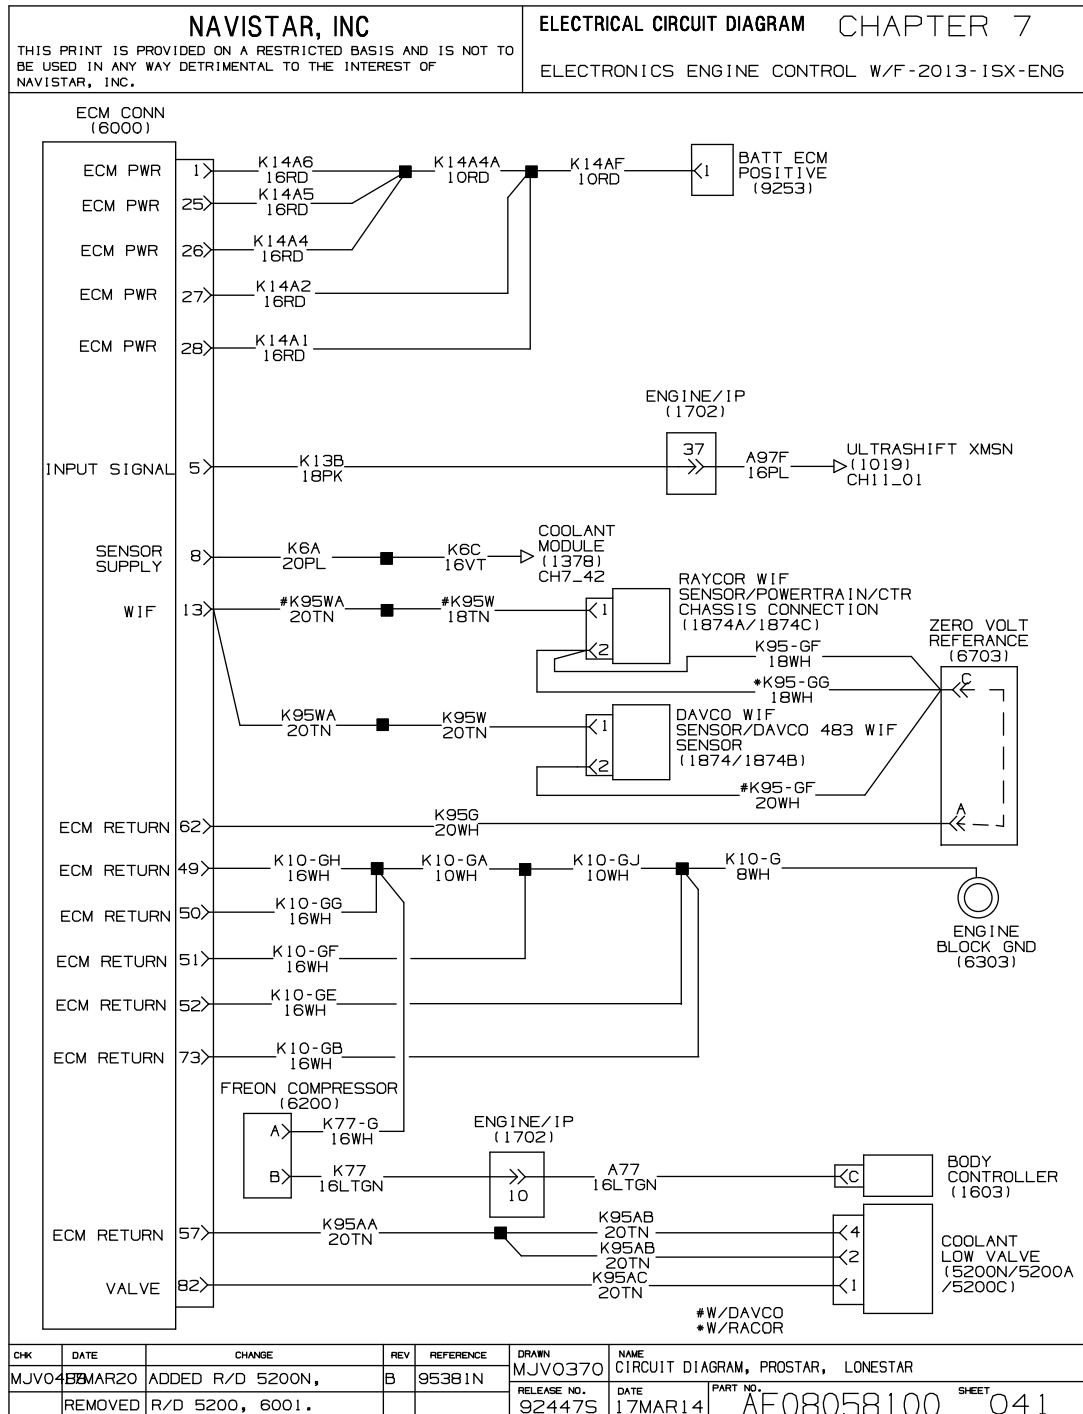 NAVISTAR, INC
THIS PRINT IS PROVIDED ON A RESTRICTED BASIS AND IS NOT TO
BE USED IN ANY WAY DETRIMENTAL TO THE INTEREST OF
NAVISTAR, INC.
ELECTRICAL CIRCUIT DIAGRAM CHAPTER 7
ELECTRONICS ENGINE CONTROL W/F-2013-ISX-ENG
ECM CONN
(6000)
ECM PWR 1 K14A6 K14A4A K14AF 1 BATT ECM
16RD 10RD 10RD POSITIVE
(9253)
ECM PWR 25 K14A5
16RD
ECM PWR 26 K14A4
16RD
ECM PWR 27 K14A2
16RD
ECM PWR 28 K14A1
16RD
ENGINE/IP
(1702)
INPUT SIGNAL 5 K13B 37 A97F ULTRASHIFT XMSN
18PK 16PL (1019)
CH11_01
SENSOR
SUPPLY 8 K6A K6C COOLANT
20PL 16VT MODULE
(1378)
CH7_42
WIF 13 #K95WA #K95W 1 RAYCOR WIF
20TN 18TN SENSOR/POWERTRAIN/CTR
CHASSIS CONNECTION
(1874A/1874C)
2 K95-GF
18WH
*K95-GG
18WH
ZERO VOLT
REFERANCE
(6703)
C
K95WA K95W 1 DAVCO WIF
20TN 20TN SENSOR/DAVCO 483 WIF
SENSOR
(1874/1874B)
2 #K95-GF
20WH
ECM RETURN 62 K95G A
20WH
ECM RETURN 49 K10-GH K10-GA K10-GJ K10-G
16WH 10WH 10WH 8WH
ENGINE
BLOCK GND
(6303)
ECM RETURN 50 K10-GG
16WH
ECM RETURN 51 K10-GF
16WH
ECM RETURN 52 K10-GE
16WH
ECM RETURN 73 K10-GB
16WH
FREON COMPRESSOR
(6200)
A K77-G
16WH
ENGINE/IP
(1702)
B K77 10 A77 C BODY
16LTGN 16LTGN CONTROLLER
(1603)
ECM RETURN 57 K95AA K95AB 4
20TN 20TN
K95AB 2
20TN
COOLANT
LOW VALVE
(5200N/5200A
/5200C)
VALVE 82 K95AC 1
20TN
#W/DAVCO
*W/RACOR
CHK DATE CHANGE REV REFERENCE DRAWN NAME
MAR20 ADDED R/D 5200N, B 95381N MJV0370 CIRCUIT DIAGRAM, PROSTAR, LONESTAR
REMOVED R/D 5200, 6001.
RELEASE NO. DATE PART NO. SHEET
92447S 17MAR14 AF08058100 041